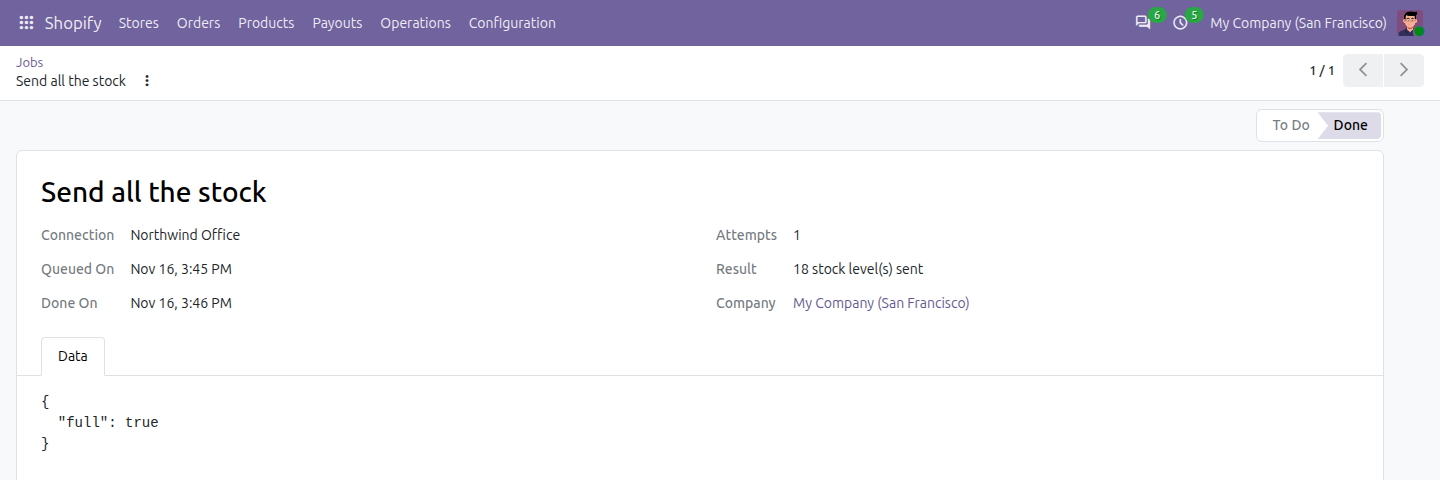 Shopify Stores Orders Products Payouts Operations Configuration 6 5 My Company (San Francisco)
Jobs
Send all the stock
1 / 1
To Do Done
Send all the stock
Connection Northwind Office Attempts 1
Queued On Nov 16, 3:45 PM Result 18 stock level(s) sent
Done On Nov 16, 3:46 PM Company My Company (San Francisco)
Data
{
"full": true
}